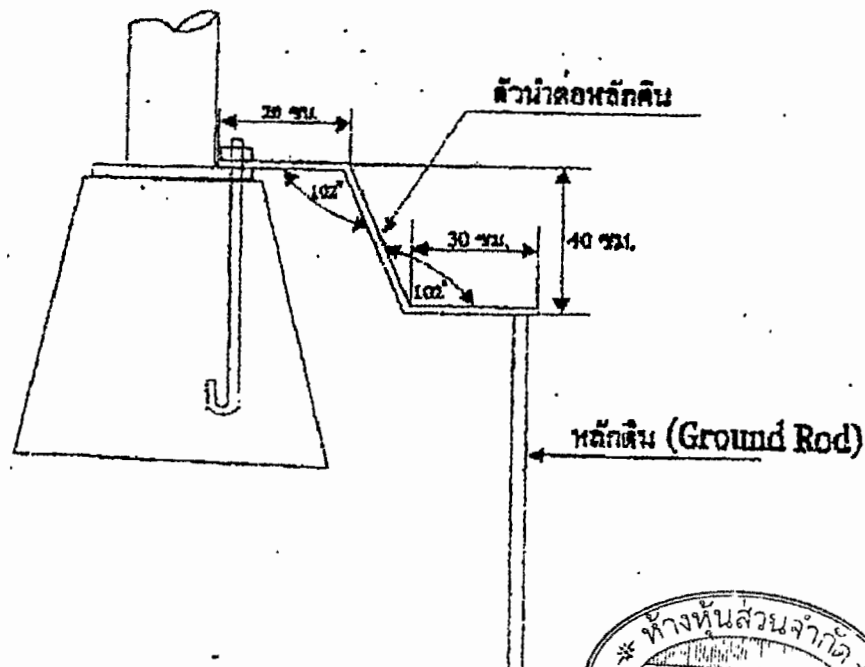 ตัวนำต่อหลักดิน
20 ซม.
102°
30 ซม.
40 ซม.
102°
หลักดิน (Ground Rod)
* ห้างหุ้นส่วนจำกัด